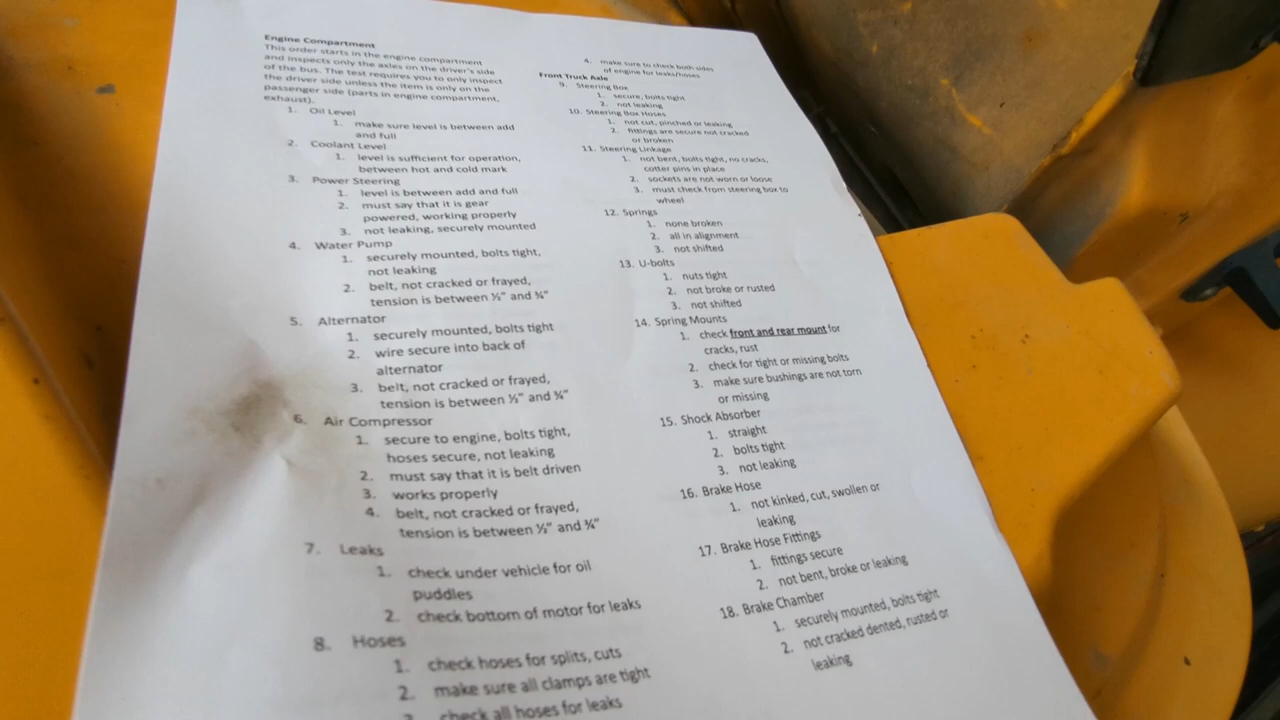 Engine Compartment
This order starts in the engine compartment
and inspects only the axles on the driver's side
of the bus. The test requires you to only inspect
the driver side unless the item is only on the
passenger side (parts in engine compartment,
exhaust).
1. Oil Level
1. make sure level is between add
and full
2. Coolant Level
1. level is sufficient for operation,
between hot and cold mark
3. Power Steering
1. level is between add and full
2. must say that it is gear
powered, working properly
3. not leaking, securely mounted
4. Water Pump
1. securely mounted, bolts tight,
not leaking
2. belt, not cracked or frayed,
tension is between ½" and ¾"
5. Alternator
1. securely mounted, bolts tight
2. wire secure into back of
alternator
3. belt, not cracked or frayed,
tension is between ½" and ¾"
6. Air Compressor
1. secure to engine, bolts tight,
hoses secure, not leaking
2. must say that it is belt driven
3. works properly
4. belt, not cracked or frayed,
tension is between ½" and ¾"
7. Leaks
1. check under vehicle for oil
puddles
2. check bottom of motor for leaks
8. Hoses
1. check hoses for splits, cuts
2. make sure all clamps are tight
3. check all hoses for leaks
4. make sure to check both sides
of engine for leaks/hoses
Front Truck Axle
9. Steering Box
1. secure, bolts tight
2. not leaking
10. Steering Box Hoses
1. not cut, pinched or leaking
2. fittings are secure not cracked
or broken
11. Steering Linkage
1. not bent, bolts tight, no cracks,
cotter pins in place
2. sockets are not worn or loose
3. must check from steering box to
wheel
12. Springs
1. none broken
2. all in alignment
3. not shifted
13. U-bolts
1. nuts tight
2. not broke or rusted
3. not shifted
14. Spring Mounts
1. check front and rear mount for
cracks, rust
2. check for tight or missing bolts
3. make sure bushings are not torn
or missing
15. Shock Absorber
1. straight
2. bolts tight
3. not leaking
16. Brake Hose
1. not kinked, cut, swollen or
leaking
17. Brake Hose Fittings
1. fittings secure
2. not bent, broke or leaking
18. Brake Chamber
1. securely mounted, bolts tight
2. not cracked dented, rusted or
leaking